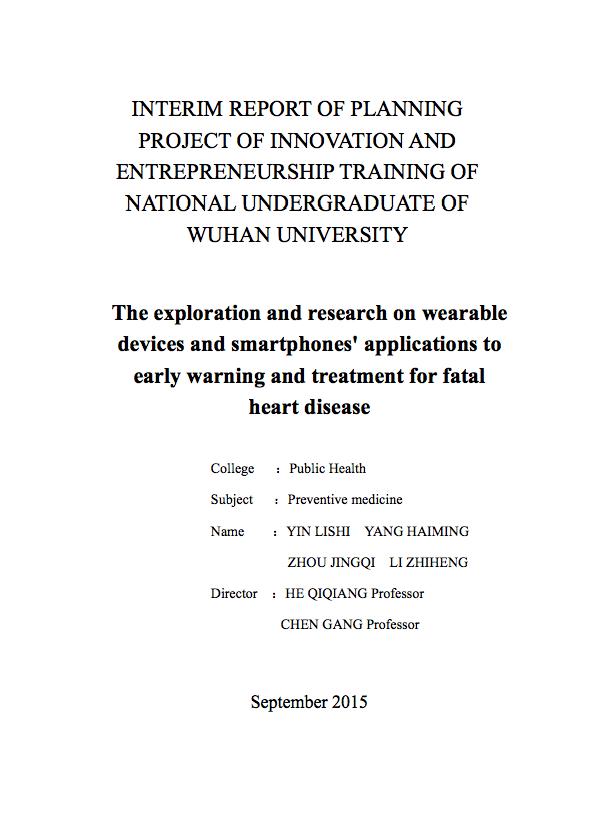 INTERIM REPORT OF PLANNING
PROJECT OF INNOVATION AND
ENTREPRENEURSHIP TRAINING OF
NATIONAL UNDERGRADUATE OF
WUHAN UNIVERSITY
The exploration and research on wearable
devices and smartphones' applications to
early warning and treatment for fatal
heart disease
College ：Public Health
Subject ：Preventive medicine
Name ：YIN LISHI YANG HAIMING
ZHOU JINGQI LI ZHIHENG
Director ：HE QIQIANG Professor
CHEN GANG Professor
September 2015